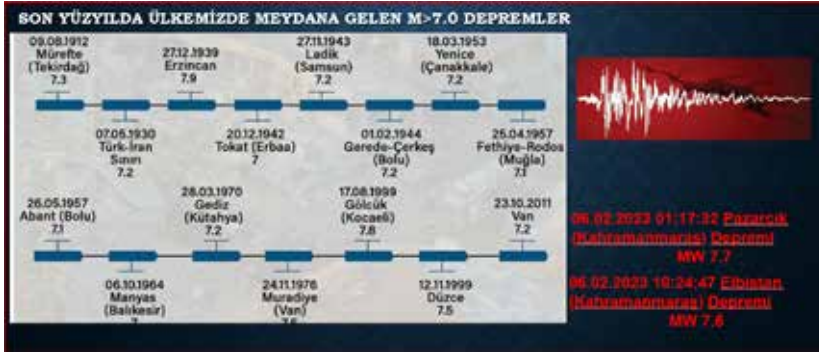 SON YÜZYILDA ÜLKEMİZDE MEYDANA GELEN M>7.0 DEPREMLER
09.08.1912
Mürefte
(Tekirdağ)
7.3
07.05.1930
Türk-İran
Sınırı
7.2
27.12.1939
Erzincan
7.9
20.12.1942
Tokat (Erbaa)
7
27.11.1943
Ladik
(Samsun)
7.2
01.02.1944
Gerede-Çerkeş
(Bolu)
7.2
18.03.1953
Yenice
(Çanakkale)
7.2
25.04.1957
Fethiye-Rodos
(Muğla)
7.1
26.05.1957
Abant (Bolu)
7.1
06.10.1964
Manyas
(Balıkesir)
7
28.03.1970
Gediz
(Kütahya)
7.2
24.11.1976
Muradiye
(Van)
17.08.1999
Gölcük
(Kocaeli)
7.8
12.11.1999
Düzce
7.5
23.10.2011
Van
7.2
06.02.2023 01:17:32 Pazarcık
(Kahramanmaraş) Depremi
MW 7.7
06.02.2023 10:24:47 Elbistan
(Kahramanmaraş) Depremi
MW 7.6